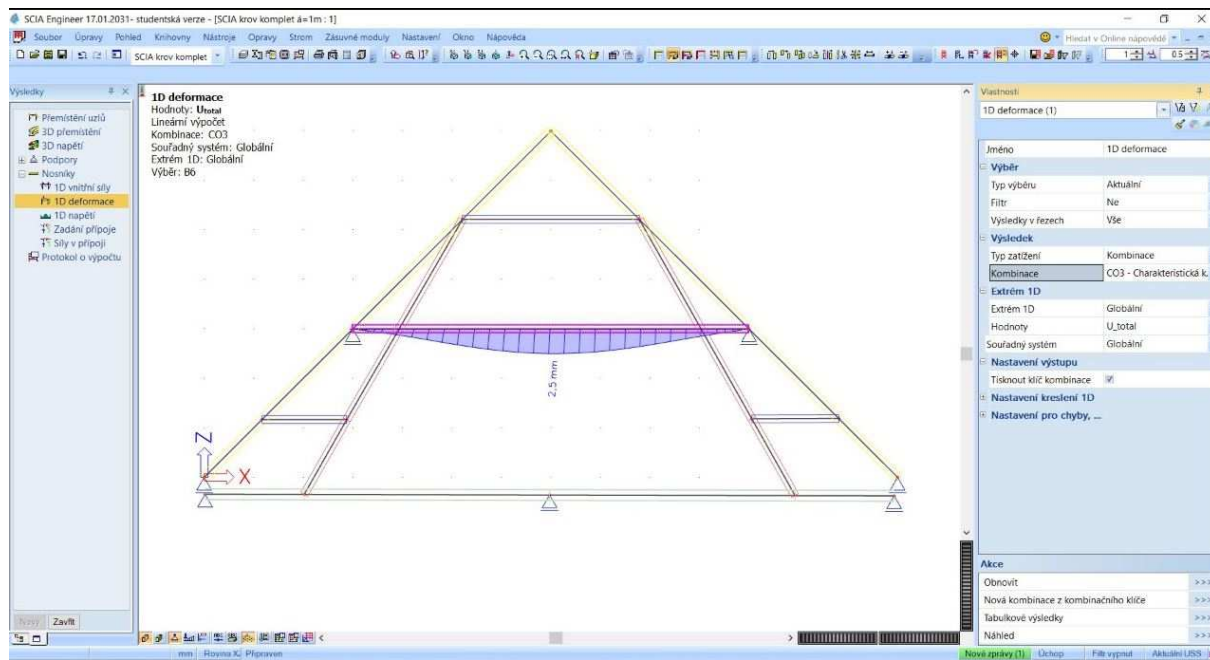 SCIA Engineer 17.01.2031- studentská verze - [SCIA krov komplet á=1m : 1]
Soubor Úpravy Pohled Knihovny Nástroje Opravy Strom Zásuvné moduly Nastavení Okno Nápověda
Hledat v Online nápovědě
SCIA krov komplet
1
0.5
Výsledky
Přemístění uzlů
3D přemístění
3D napětí
Podpory
Nosníky
1D vnitřní síly
1D deformace
1D napětí
Zadání přípoje
Síly v přípoji
Protokol o výpočtu
Nový
Zavřít
1D deformace
Hodnoty: Utotal
Lineární výpočet
Kombinace: CO3
Souřadný systém: Globální
Extrém 1D: Globální
Výběr: B6
2,5 mm
Z
X
Vlastnosti
1D deformace (1)
Jméno 1D deformace
Výběr
Typ výběru Aktuální
Filtr Ne
Výsledky v řezech Vše
Výsledek
Typ zatížení Kombinace
Kombinace CO3 - Charakteristická k.
Extrém 1D
Extrém 1D Globální
Hodnoty U_total
Souřadný systém Globální
Nastavení výstupu
Tisknout klíč kombinace
Nastavení kreslení 1D
Nastavení pro chyby, ...
Akce
Obnovit >>>
Nová kombinace z kombinačního klíče >>>
Tabulkové výsledky >>>
Náhled >>>
mm Rovina XZ Připraven
Nové zprávy (1) Úchop Filtr vypnut Aktuální USS